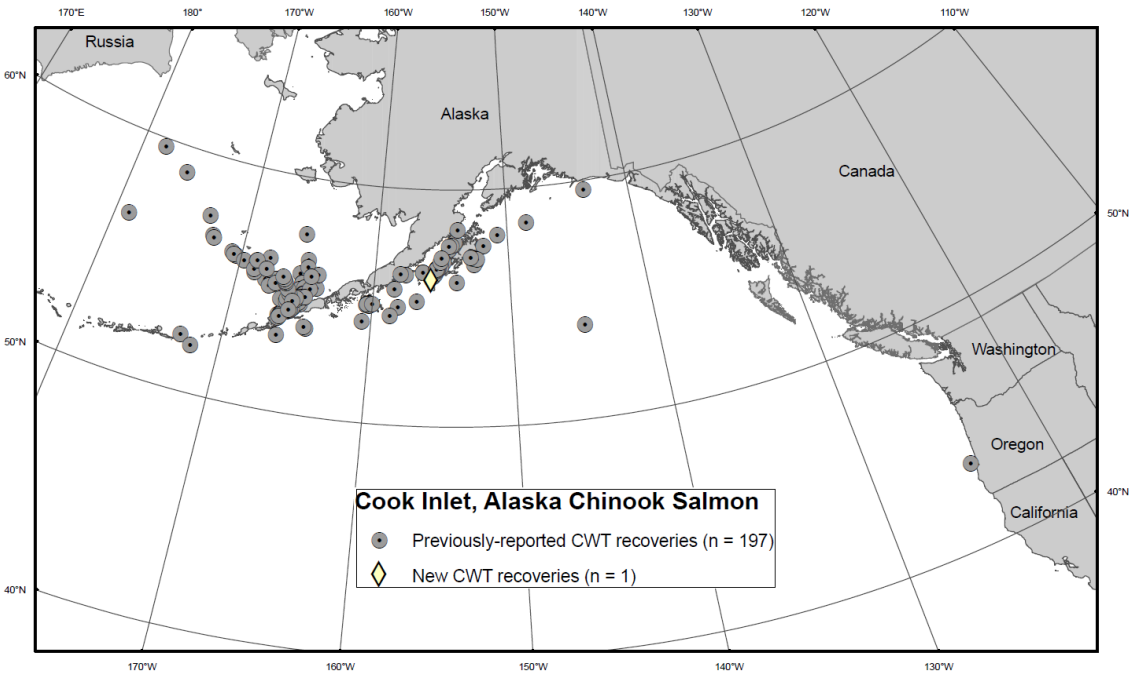 170°E 180° 170°W 160°W 150°W 140°W 130°W 120°W 110°W
Russia
60°N
Alaska
Canada
50°N
50°N
Washington
Oregon
Cook Inlet, Alaska Chinook Salmon
40°N
California
Previously-reported CWT recoveries (n = 197)
New CWT recoveries (n = 1)
40°N
170°W 160°W 150°W 140°W 130°W